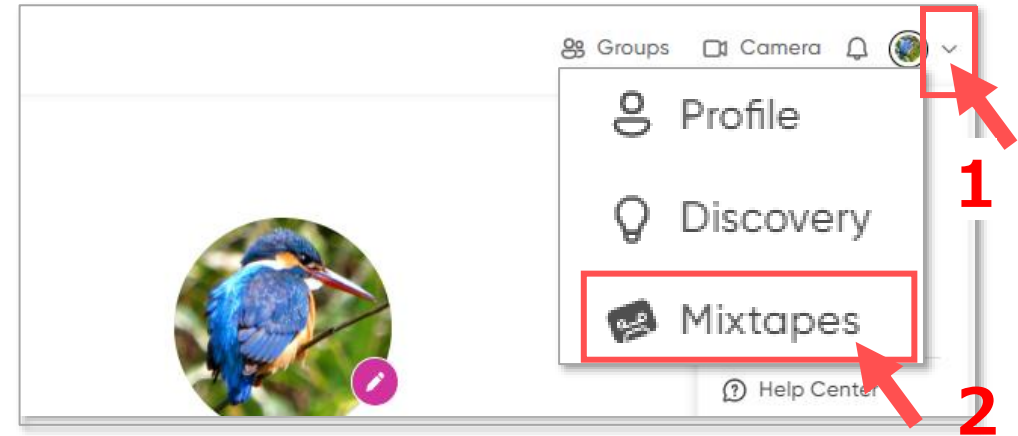 Groups Camera
Profile
1
Discovery
Mixtapes
Help Center
2